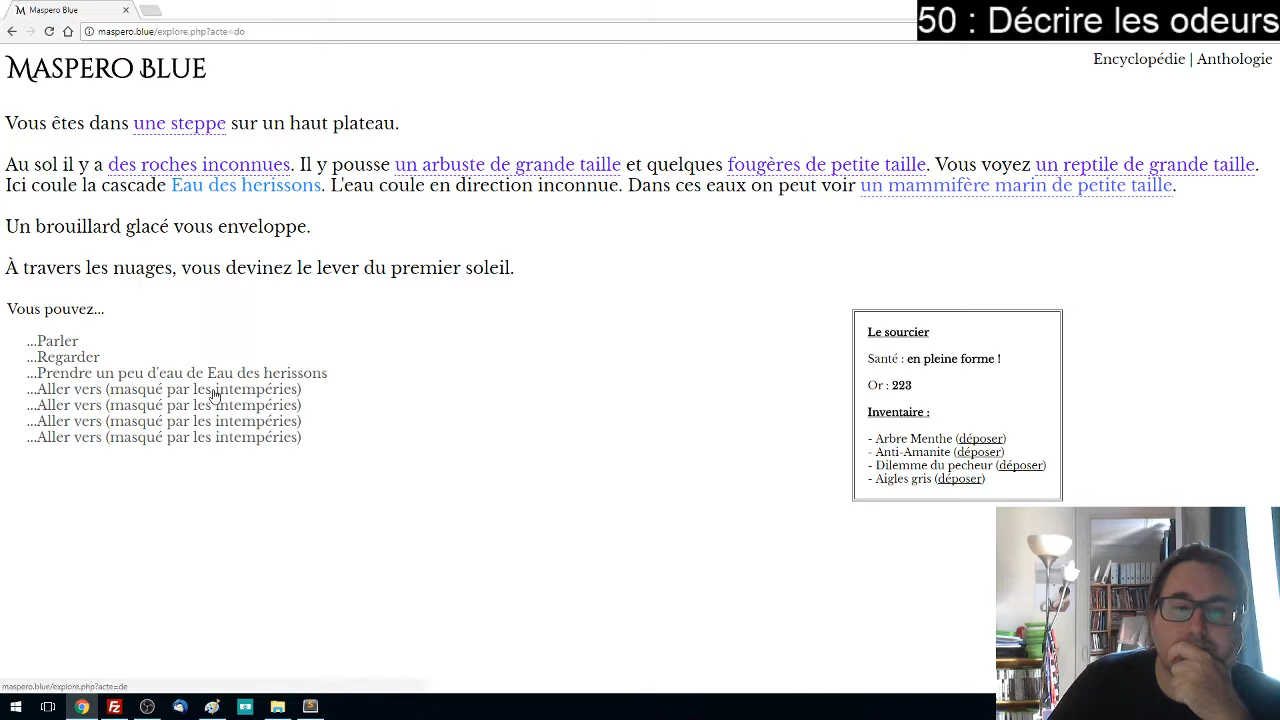 Maspero Blue
maspero.blue/explore.php?acte=do
50 : Décrire les odeurs
MASPERO BLUE
Encyclopédie | Anthologie
Vous êtes dans une steppe sur un haut plateau.
Au sol il y a des roches inconnues. Il y pousse un arbuste de grande taille et quelques fougères de petite taille. Vous voyez un reptile de grande taille.
Ici coule la cascade Eau des herissons. L'eau coule en direction inconnue. Dans ces eaux on peut voir un mammifère marin de petite taille.
Un brouillard glacé vous enveloppe.
À travers les nuages, vous devinez le lever du premier soleil.
Vous pouvez...
...Parler
...Regarder
...Prendre un peu d'eau de Eau des herissons
...Aller vers (masqué par les intempéries)
...Aller vers (masqué par les intempéries)
...Aller vers (masqué par les intempéries)
...Aller vers (masqué par les intempéries)
Le sourcier
Santé : en pleine forme !
Or : 223
Inventaire :
- Arbre Menthe (déposer)
- Anti-Amanite (déposer)
- Dilemme du pecheur (déposer)
- Aigles gris (déposer)
maspero.blue/explore.php?acte=de